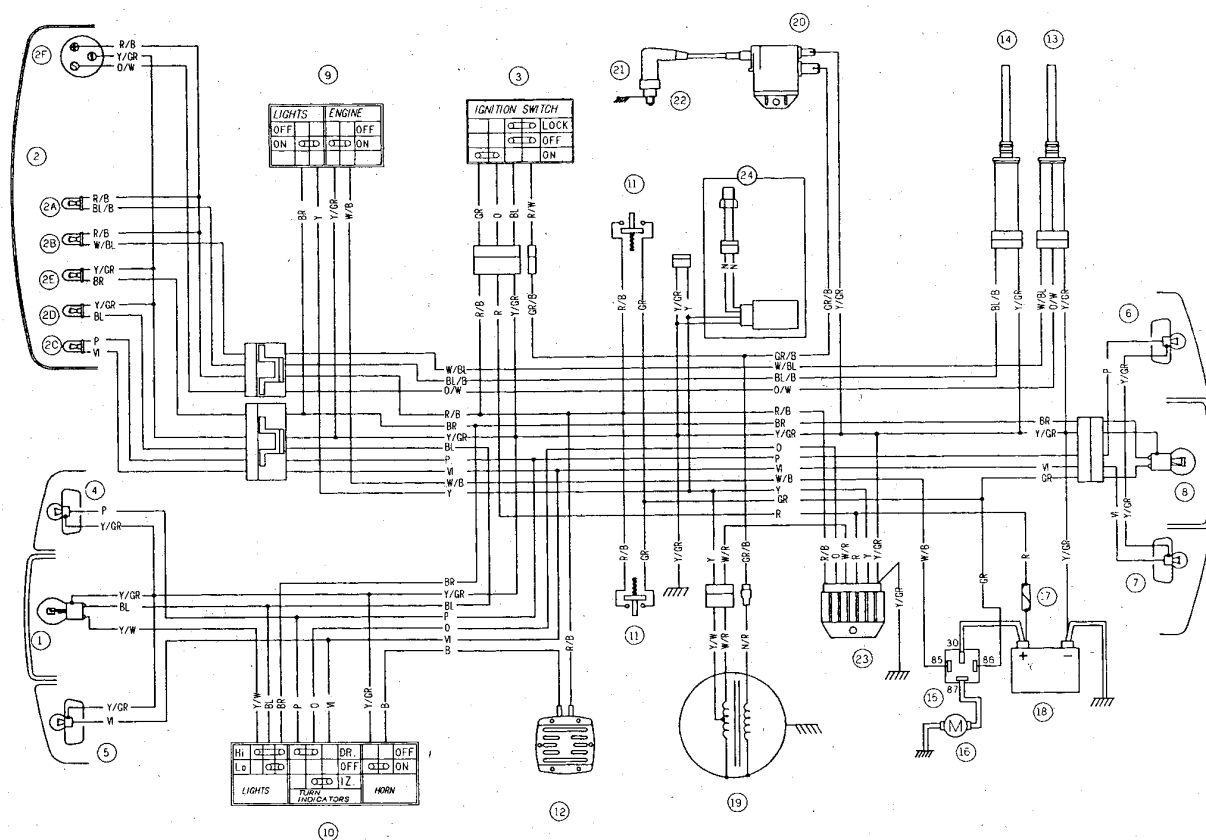 20
14
13
R/B
Y/GR
O/W
2F
9
3
21
22
LIGHTS
ENGINE
OFF
OFF
ON
ON
IGNITION SWITCH
LOCK
OFF
ON
2
11
24
BR
Y
Y/GR
W/B
GR
O
BL
R/W
2A
R/B
BL/B
2B
R/B
W/BL
2E
Y/GR
BR
2D
Y/GR
BL
2C
P
VI
N
N
R/B
R
Y/GR
GR/B
R/B
GR
Y/GR
Y
GR/B
Y/GR
BL/B
Y/GR
W/BL
O/W
Y/GR
6
P
Y/GR
W/BL
BL/B
O/W
GR/B
W/BL
BL/B
O/W
R/B
BR
Y/GR
BL
P
VI
W/B
Y
R/B
BR
Y/GR
O
P
VI
W/B
Y
GR
R
BR
Y/GR
VI
GR
8
4
P
Y/GR
VI
Y/GR
7
R/B
GR
Y/GR
Y
W/R
GR/B
R/B
O
W/R
R
Y
Y/GR
Y/GR
W/B
GR
R
Y/GR
17
1
Y/GR
BL
Y/W
BR
Y/GR
BL
P
O
VI
B
R/B
11
Y/W
W/R
N/R
23
30
85
86
87
15
+
−
18
M
16
Y/GR
VI
5
Y/W
BL
BR
P
O
VI
Y/GR
B
Hi
Lo
DR.
OFF
IZ.
OFF
ON
LIGHTS
TURN
INDICATORS
HORN
10
12
19